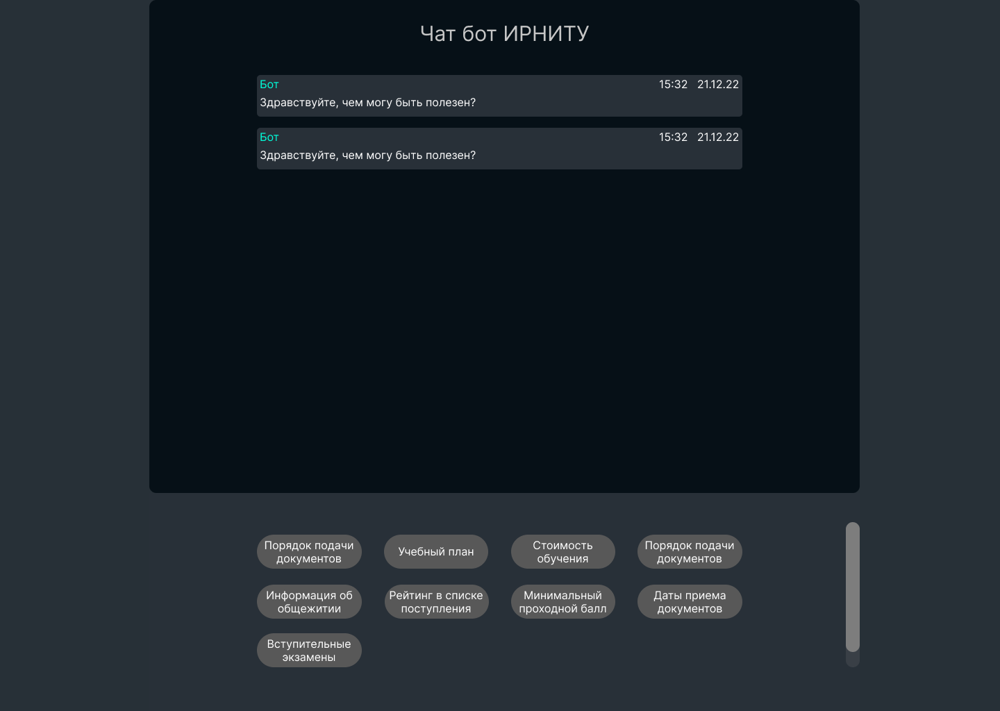 Чат бот ИРНИТУ
Бот 15:32 21.12.22
Здравствуйте, чем могу быть полезен?
Бот 15:32 21.12.22
Здравствуйте, чем могу быть полезен?
Порядок подачи
документов
Учебный план
Стоимость
обучения
Порядок подачи
документов
Информация об
общежитии
Рейтинг в списке
поступления
Минимальный
проходной балл
Даты приема
документов
Вступительные
экзамены